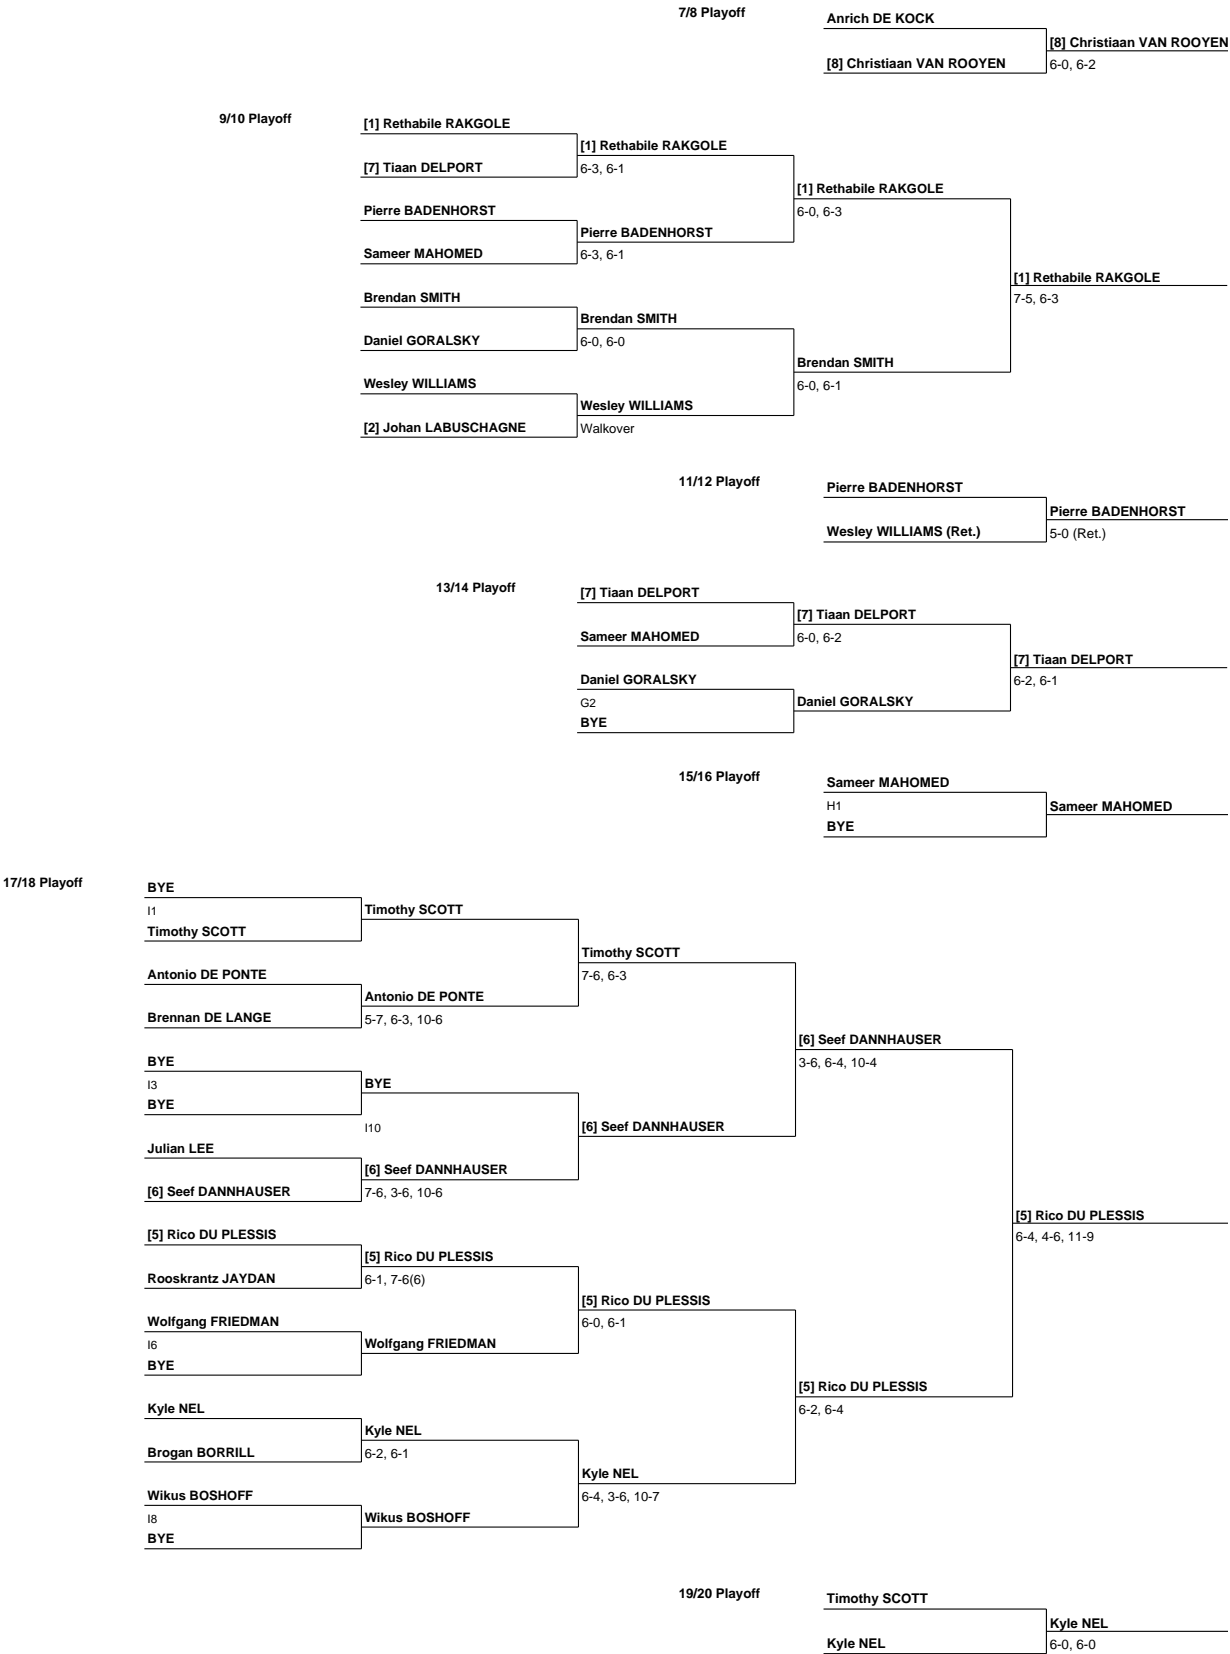 7/8 Playoff
Anrich DE KOCK
[8] Christiaan VAN ROOYEN
[8] Christiaan VAN ROOYEN
6-0, 6-2
9/10 Playoff
[1] Rethabile RAKGOLE
[1] Rethabile RAKGOLE
[7] Tiaan DELPORT
6-3, 6-1
[1] Rethabile RAKGOLE
Pierre BADENHORST
6-0, 6-3
Pierre BADENHORST
Sameer MAHOMED
6-3, 6-1
[1] Rethabile RAKGOLE
Brendan SMITH
7-5, 6-3
Brendan SMITH
Daniel GORALSKY
6-0, 6-0
Brendan SMITH
Wesley WILLIAMS
6-0, 6-1
Wesley WILLIAMS
[2] Johan LABUSCHAGNE
Walkover
11/12 Playoff
Pierre BADENHORST
Pierre BADENHORST
Wesley WILLIAMS (Ret.)
5-0 (Ret.)
13/14 Playoff
[7] Tiaan DELPORT
[7] Tiaan DELPORT
Sameer MAHOMED
6-0, 6-2
[7] Tiaan DELPORT
Daniel GORALSKY
6-2, 6-1
G2
Daniel GORALSKY
BYE
15/16 Playoff
Sameer MAHOMED
H1
Sameer MAHOMED
BYE
17/18 Playoff
BYE
I1
Timothy SCOTT
Timothy SCOTT
Timothy SCOTT
Antonio DE PONTE
7-6, 6-3
Antonio DE PONTE
Brennan DE LANGE
5-7, 6-3, 10-6
[6] Seef DANNHAUSER
BYE
3-6, 6-4, 10-4
I3
BYE
BYE
I10
[6] Seef DANNHAUSER
Julian LEE
[6] Seef DANNHAUSER
[6] Seef DANNHAUSER
7-6, 3-6, 10-6
[5] Rico DU PLESSIS
[5] Rico DU PLESSIS
6-4, 4-6, 11-9
[5] Rico DU PLESSIS
Rooskrantz JAYDAN
6-1, 7-6(6)
[5] Rico DU PLESSIS
Wolfgang FRIEDMAN
6-0, 6-1
I6
Wolfgang FRIEDMAN
BYE
[5] Rico DU PLESSIS
Kyle NEL
6-2, 6-4
Kyle NEL
Brogan BORRILL
6-2, 6-1
Kyle NEL
Wikus BOSHOFF
6-4, 3-6, 10-7
I8
Wikus BOSHOFF
BYE
19/20 Playoff
Timothy SCOTT
Kyle NEL
Kyle NEL
6-0, 6-0